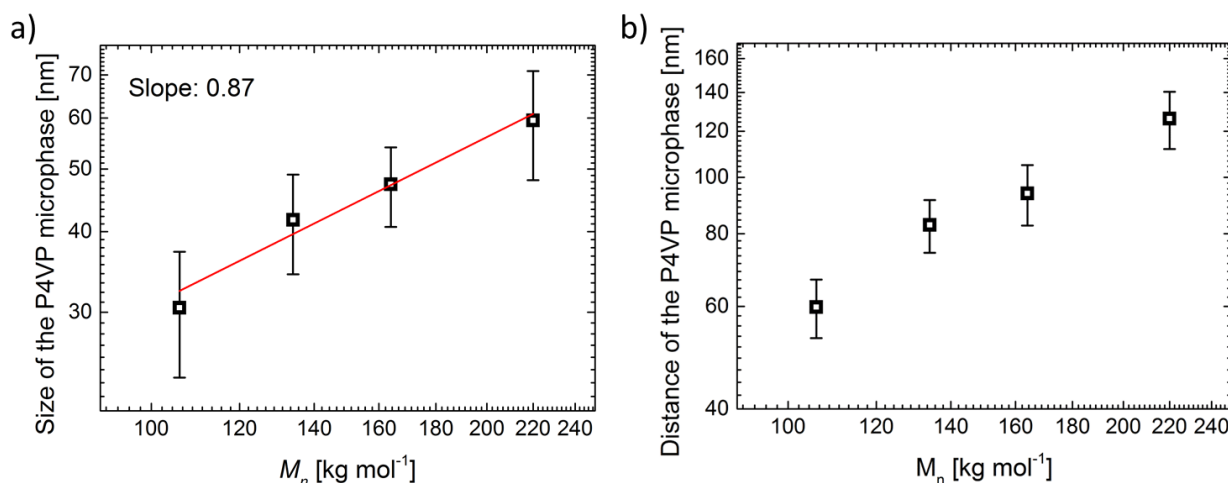 a)
Size of the P4VP microphase [nm]
Slope: 0.87
70
60
50
40
30
100 120 140 160 180 200 220 240
Mₙ [kg mol⁻¹]
b)
Distance of the P4VP microphase [nm]
160
140
120
100
80
60
40
100 120 140 160 180 200 220 240
Mₙ [kg mol⁻¹]